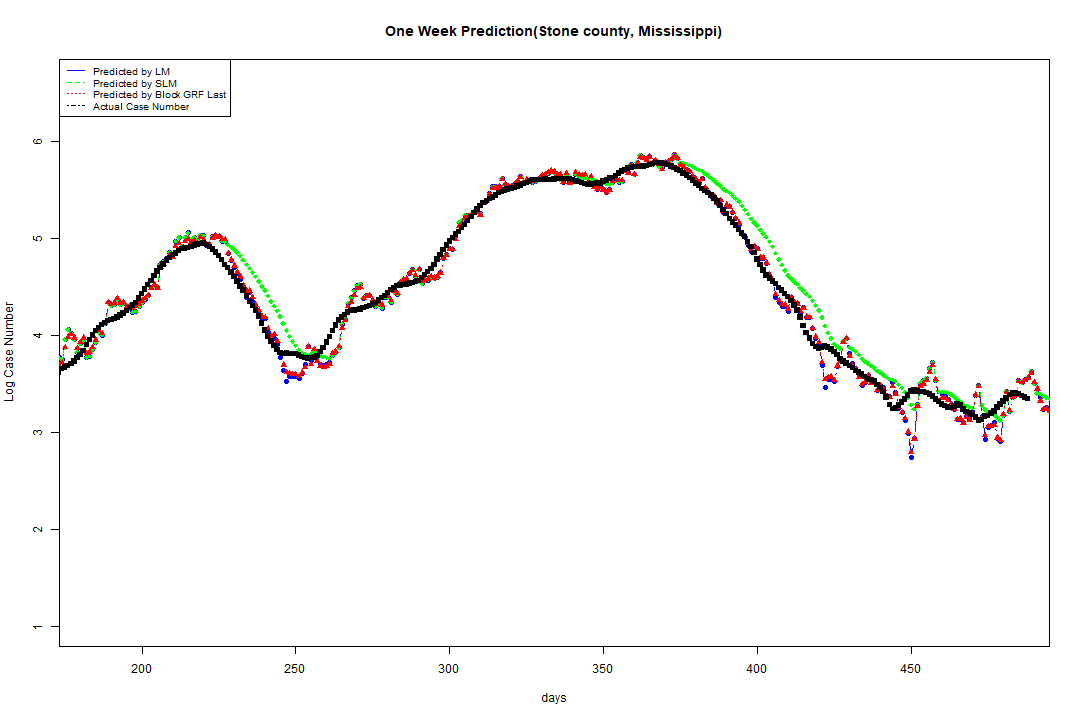 One Week Prediction(Stone county, Mississippi)
Predicted by LM
Predicted by SLM
Predicted by Block GRF Last
Actual Case Number
6
5
4
3
2
1
Log Case Number
200 250 300 350 400 450
days